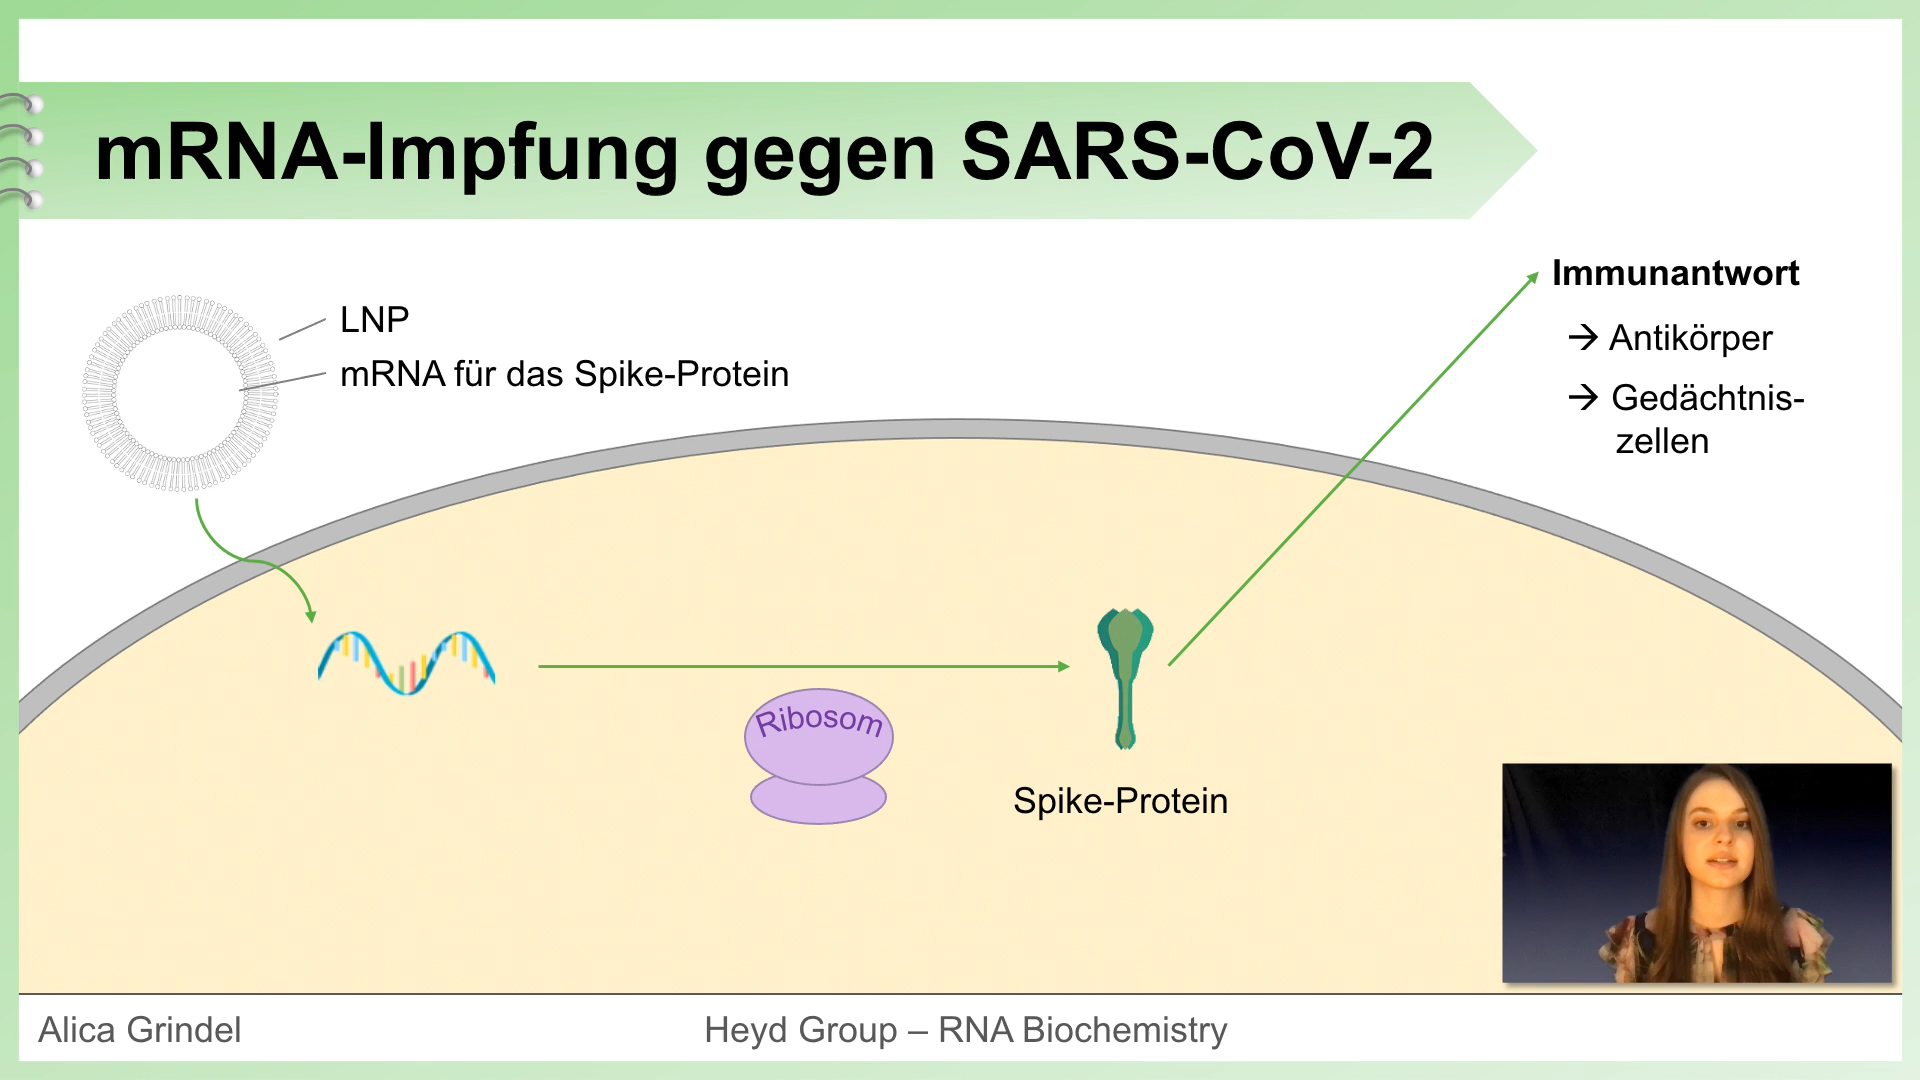 mRNA-Impfung gegen SARS-CoV-2
LNP
mRNA für das Spike-Protein
Immunantwort
→ Antikörper
→ Gedächtnis-
zellen
Ribosom
Spike-Protein
Alica Grindel
Heyd Group – RNA Biochemistry